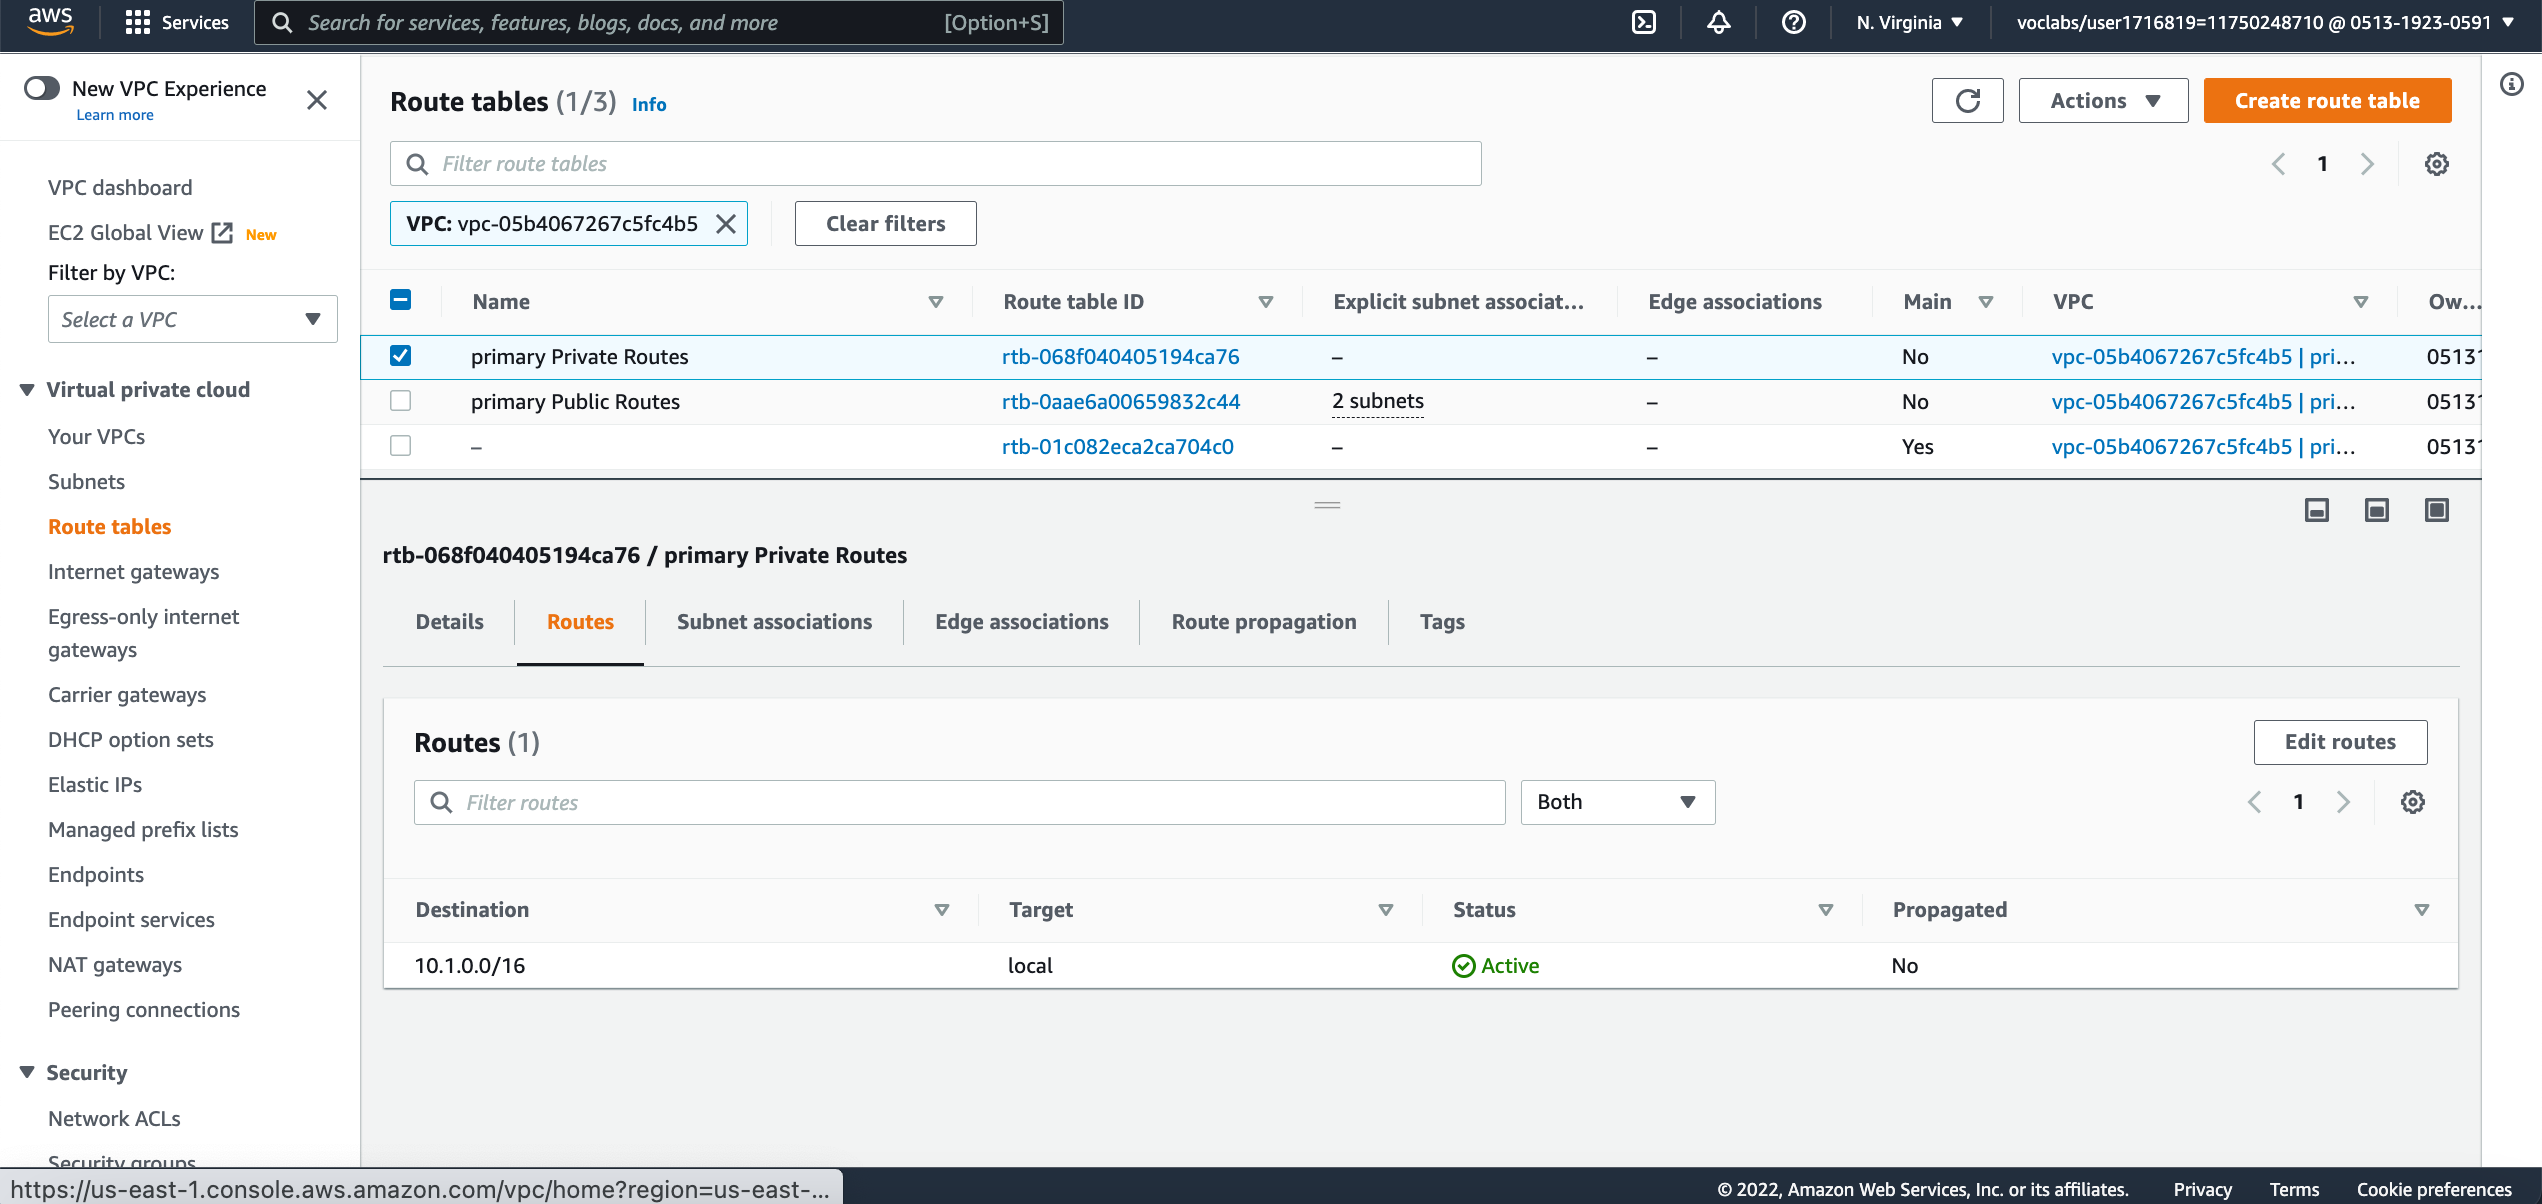 aws
Services
Search for services, features, blogs, docs, and more
[Option+S]
N. Virginia
voclabs/user1716819=11750248710 @ 0513-1923-0591
New VPC Experience
Learn more
VPC dashboard
EC2 Global View New
Filter by VPC:
Select a VPC
Virtual private cloud
Your VPCs
Subnets
Route tables
Internet gateways
Egress-only internet
gateways
Carrier gateways
DHCP option sets
Elastic IPs
Managed prefix lists
Endpoints
Endpoint services
NAT gateways
Peering connections
Security
Network ACLs
Security groups
https://us-east-1.console.aws.amazon.com/vpc/home?region=us-east-...
Route tables (1/3) Info
Actions
Create route table
Filter route tables
1
VPC: vpc-05b4067267c5fc4b5
Clear filters
Name Route table ID Explicit subnet associat... Edge associations Main VPC Ow...
primary Private Routes rtb-068f040405194ca76 – – No vpc-05b4067267c5fc4b5 | pri... 05131
primary Public Routes rtb-0aae6a00659832c44 2 subnets – No vpc-05b4067267c5fc4b5 | pri... 05131
– rtb-01c082eca2ca704c0 – – Yes vpc-05b4067267c5fc4b5 | pri... 05131
rtb-068f040405194ca76 / primary Private Routes
Details Routes Subnet associations Edge associations Route propagation Tags
Routes (1)
Edit routes
Filter routes
Both
1
Destination Target Status Propagated
10.1.0.0/16 local Active No
© 2022, Amazon Web Services, Inc. or its affiliates. Privacy Terms Cookie preferences